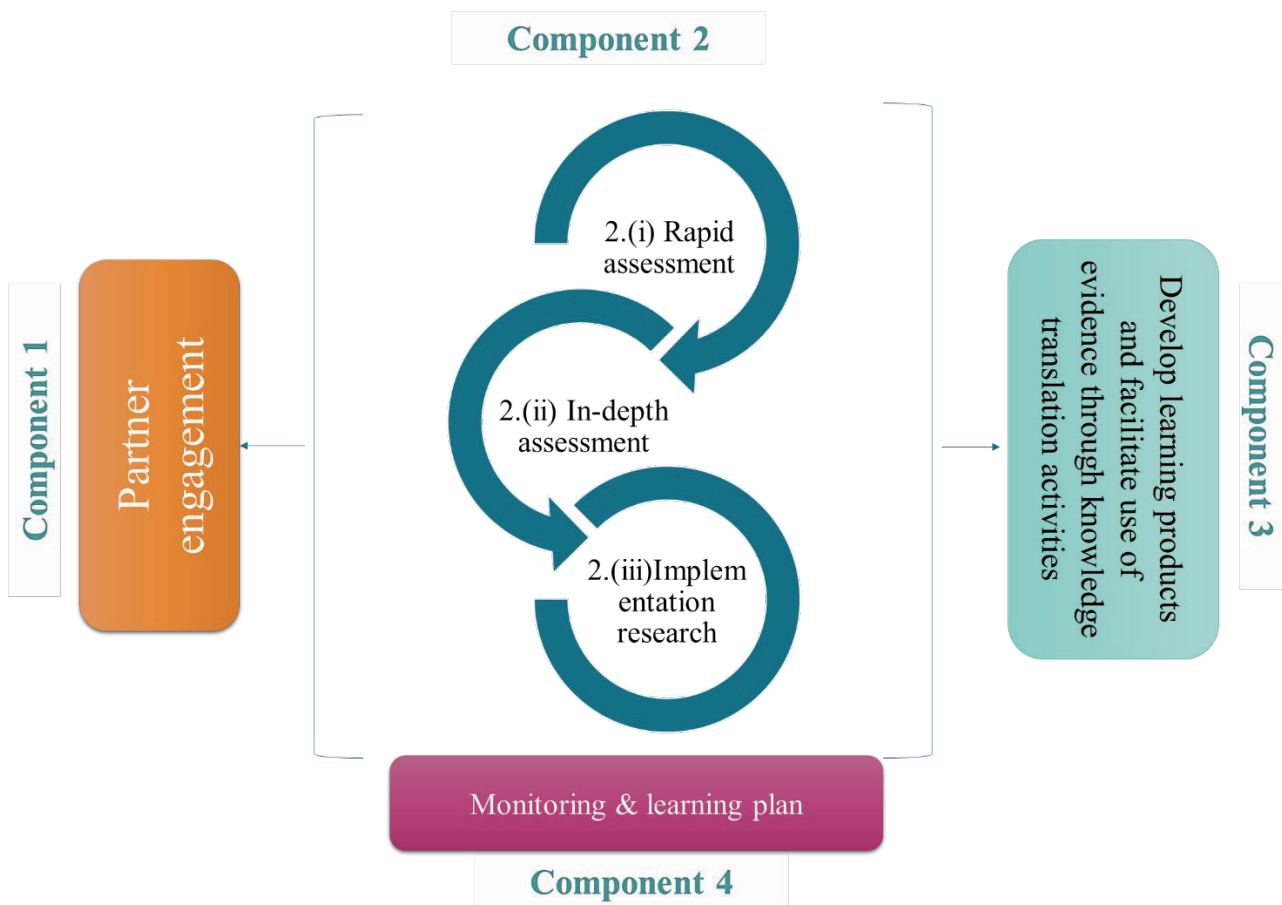 Component 2
Component 1
Partner
engagement
2.(i) Rapid
assessment
2.(ii) In-depth
assessment
2.(iii)Implem
entation
research
Develop learning products
and facilitate use of
evidence through knowledge
translation activities
Component 3
Monitoring & learning plan
Component 4